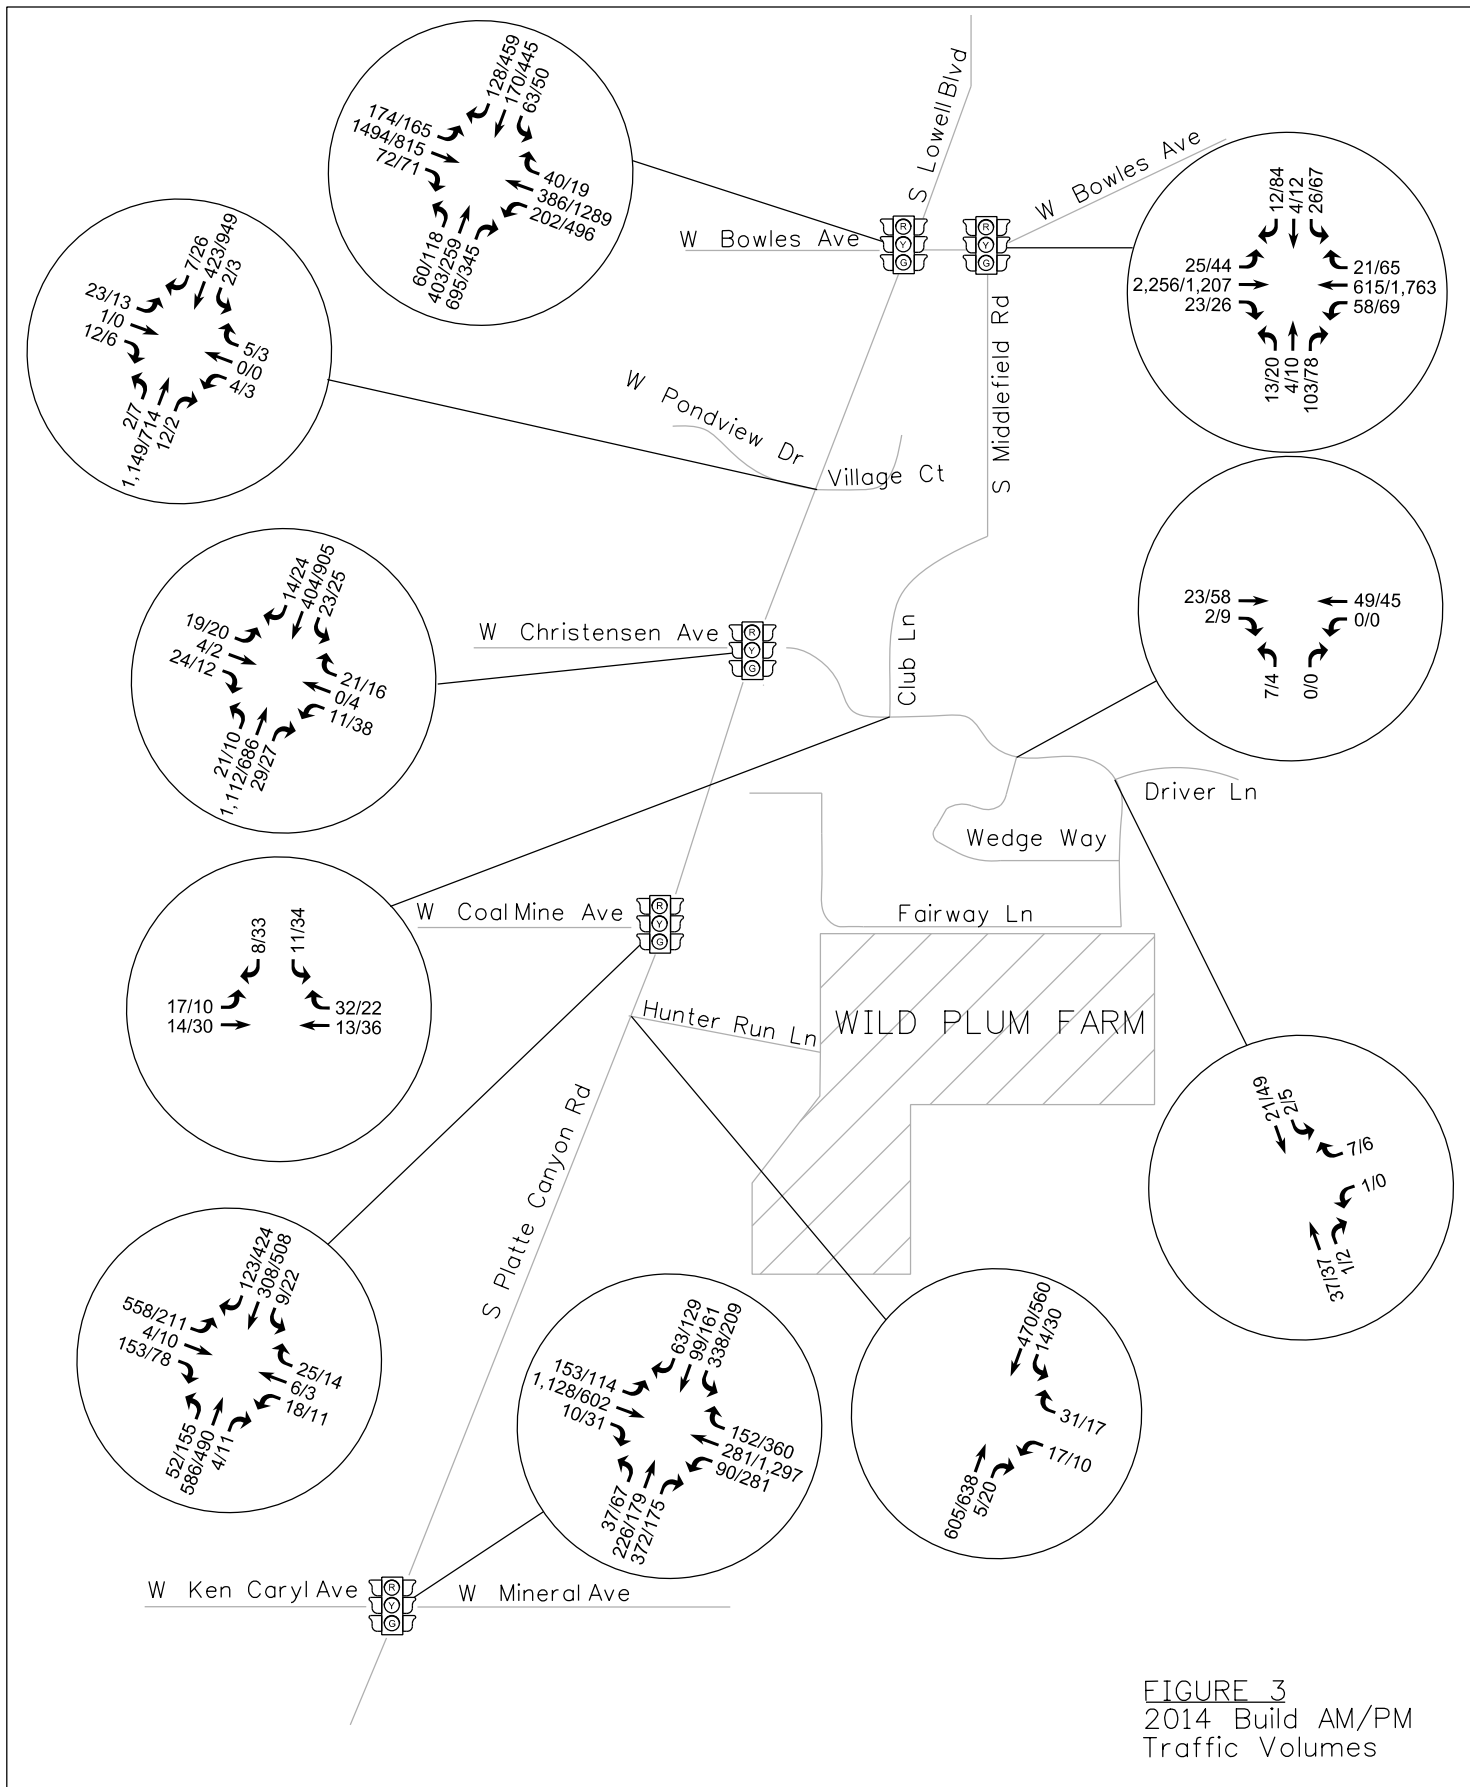 S Lowell Blvd
W Bowles Ave
W Bowles Ave
R
Y
G
R
Y
G
128/459
170/445
63/50
174/165
1494/815
72/71
40/19
386/1289
202/496
60/118
403/259
695/345
12/84
4/12
26/67
25/44
2,256/1,207
23/26
21/65
615/1,763
58/69
13/20
4/10
103/78
7/26
423/949
2/3
23/13
1/0
12/6
5/3
0/0
4/3
2/7
1,149/714
12/2
W Pondview Dr
Village Ct
S Middlefield Rd
14/24
404/905
23/25
19/20
4/2
24/12
21/16
0/4
11/38
21/10
1,112/686
29/27
W Christensen Ave
R
Y
G
Club Ln
23/58
2/9
49/45
0/0
7/4
0/0
Driver Ln
Wedge Way
Fairway Ln
W Coal Mine Ave
R
Y
G
8/33
11/34
17/10
14/30
32/22
13/36
Hunter Run Ln
WILD PLUM FARM
S Platte Canyon Rd
21/49
2/5
7/6
1/0
37/37
1/2
123/424
308/508
9/22
558/211
4/10
153/78
25/14
6/3
18/11
52/155
586/490
4/11
63/129
99/161
338/209
153/114
1,128/602
10/31
152/360
281/1,297
90/281
37/67
226/179
372/175
470/560
14/30
31/17
17/10
605/638
5/20
W Ken Caryl Ave
R
Y
G
W Mineral Ave
FIGURE 3
2014 Build AM/PM
Traffic Volumes